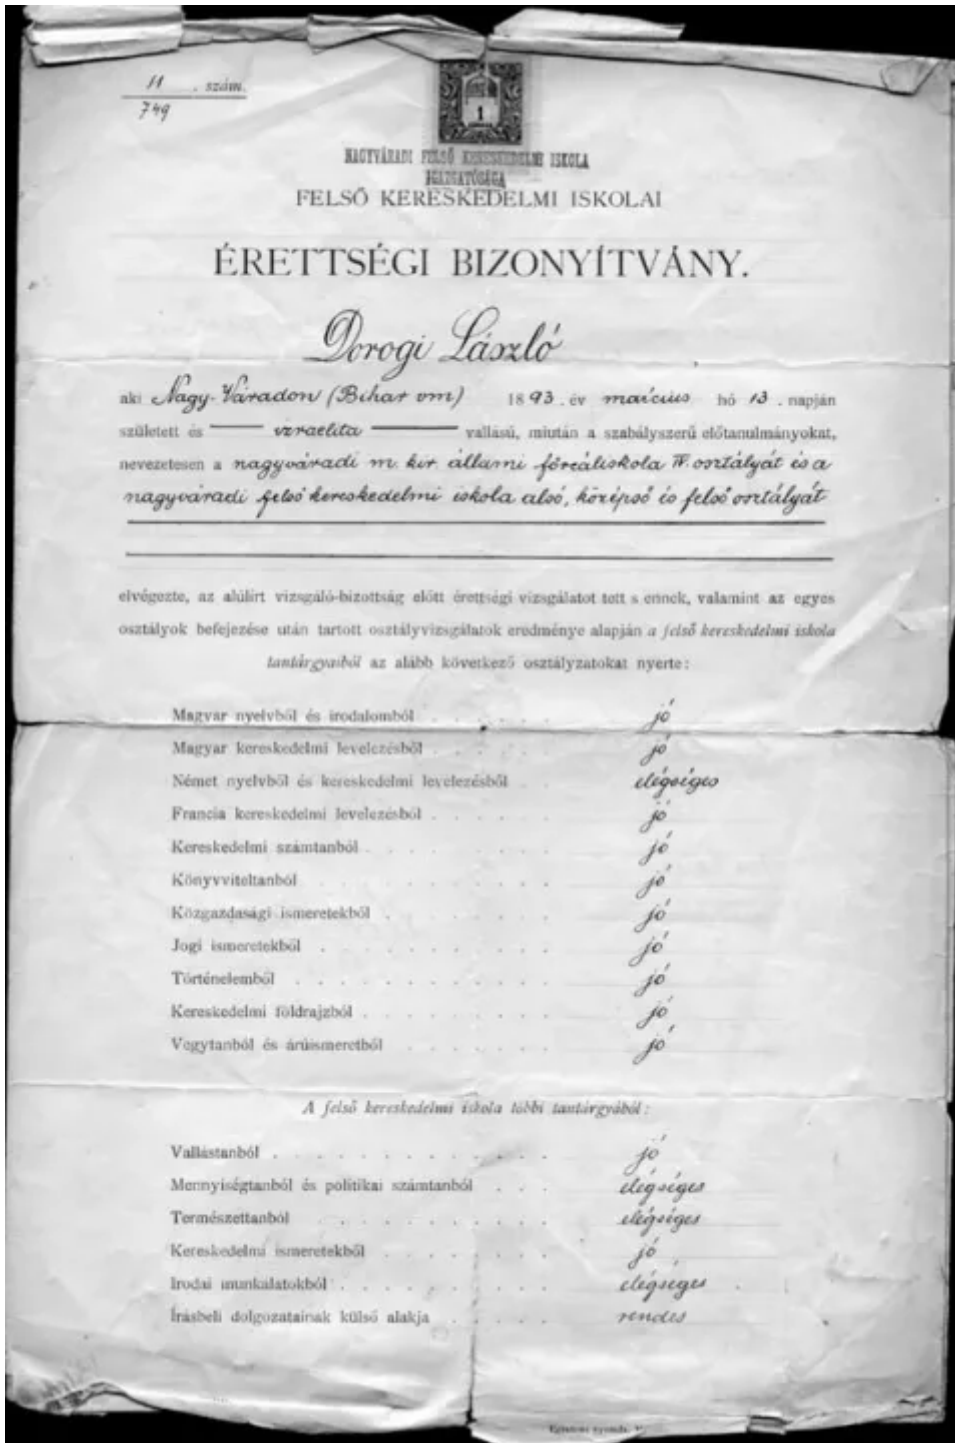 11 . szám.
749
1
NAGYVÁRADI FELSŐ KERESKEDELMI ISKOLA
IGAZGATÓSÁGA
FELSŐ KERESKEDELMI ISKOLAI
ÉRETTSÉGI BIZONYÍTVÁNY.
Dorogi László
aki Nagy-Váradon (Bihar vm) 1893. év március hó 13. napján
született és izraelita vallású, miután a szabályszerű előtanulmányokat,
nevezetesen a nagyváradi m. kir. állami főreáliskola IV. osztályát és a
nagyváradi felső kereskedelmi iskola alsó, középső és felső osztályát
elvégezte, az alúlírt vizsgáló-bizottság előtt érettségi vizsgálatot tett s ennek, valamint az egyes
osztályok befejezése után tartott osztályvizsgálatok eredménye alapján a felső kereskedelmi iskola
tantárgyaiból az alább következő osztályzatokat nyerte:
Magyar nyelvből és irodalomból . . . . . jó
Magyar kereskedelmi levelezésből . . . . jó
Német nyelvből és kereskedelmi levelezésből . . elégséges
Francia kereskedelmi levelezésből . . . . jó
Kereskedelmi számtanból . . . . . . jó
Könyvviteltanból . . . . . . . . jó
Közgazdasági ismeretekből . . . . . . jó
Jogi ismeretekből . . . . . . . . jó
Történelemből . . . . . . . . . jó
Kereskedelmi földrajzból . . . . . . . jó
Vegytanból és árúismeretből . . . . . jó
A felső kereskedelmi iskola többi tantárgyából:
Vallástanból . . . . . . . . . . jó
Mennyiségtanból és politikai számtanból . . . elégséges
Természettanból . . . . . . . . elégséges
Kereskedelmi ismeretekből . . . . . . jó
Irodai munkálatokból . . . . . . . elégséges
Írásbeli dolgozatainak külső alakja . . . . rendes